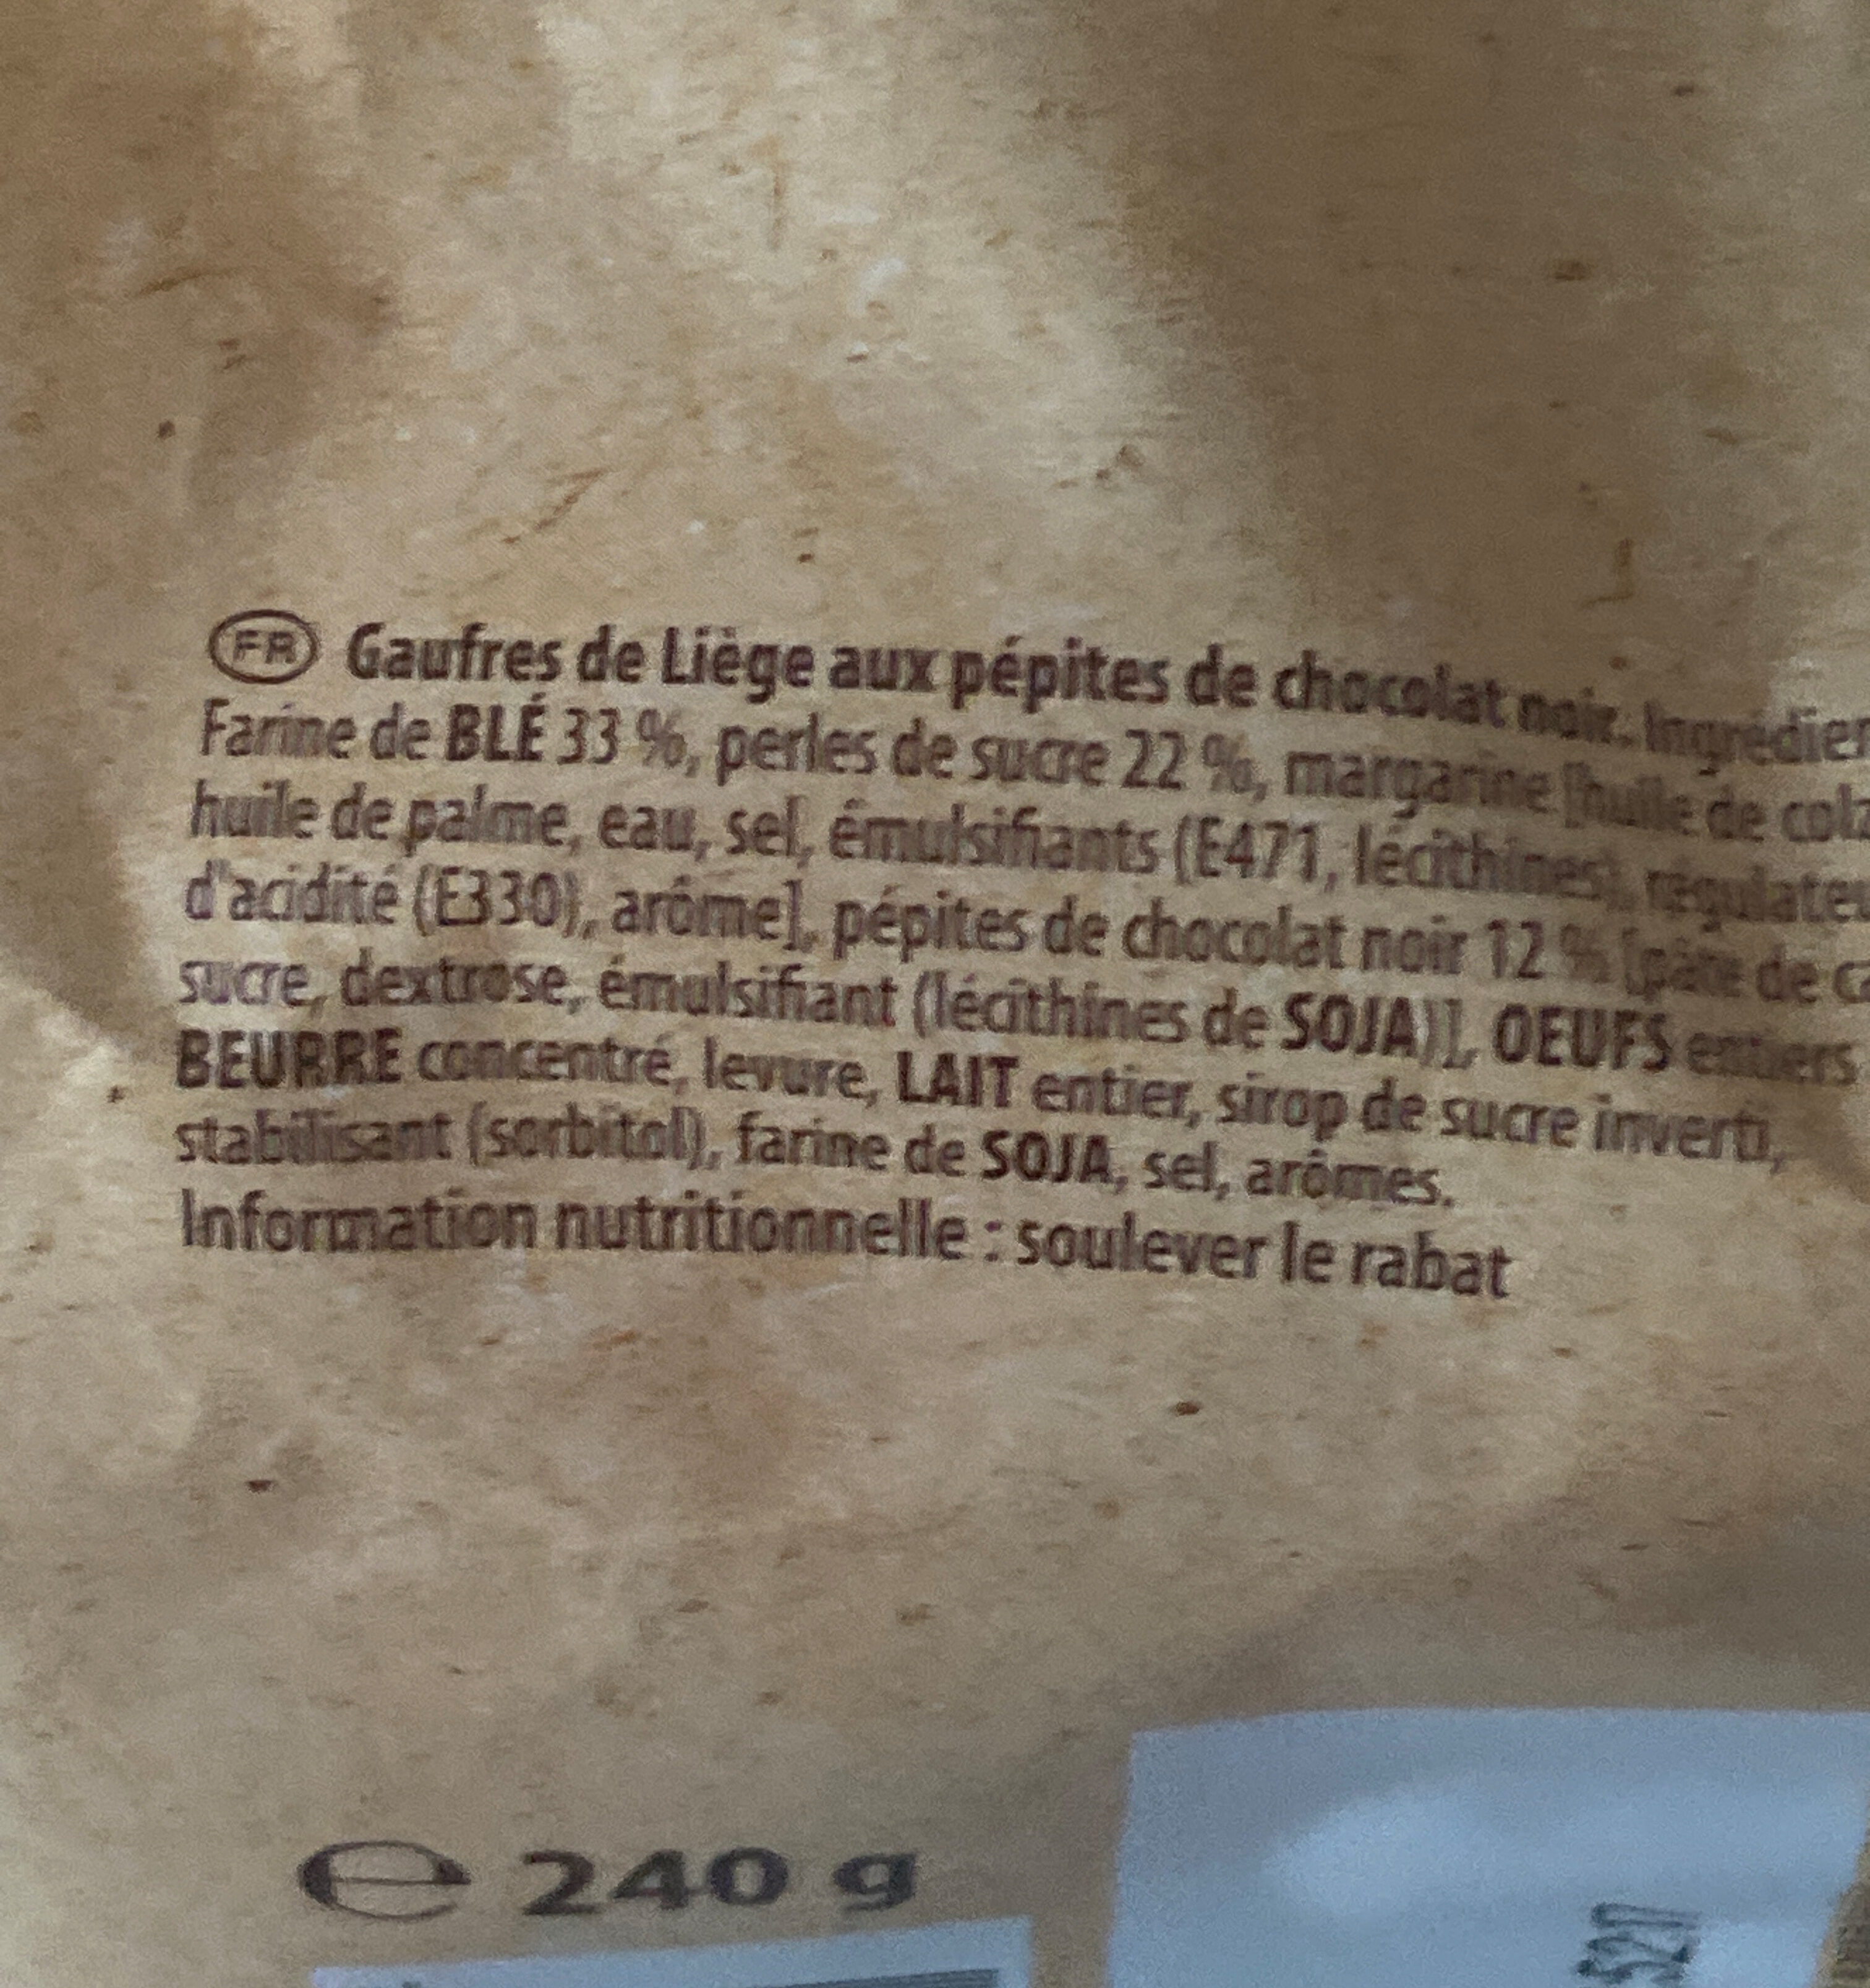 FR Gaufres de Liège aux pépites de chocolat noir. Ingrédien
Farine de BLÉ 33 %, perles de sucre 22 %, margarine [huile de colz
huile de palme, eau, sel, émulsifiants (E471, lécithines), régulateu
d'acidité (E330), arôme], pépites de chocolat noir 12 % [pâte de ca
sucre, dextrose, émulsifiant (lécithines de SOJA)], OEUFS entiers
BEURRE concentré, levure, LAIT entier, sirop de sucre inverti,
stabilisant (sorbitol), farine de SOJA, sel, arômes.
Information nutritionnelle : soulever le rabat
e 240 g